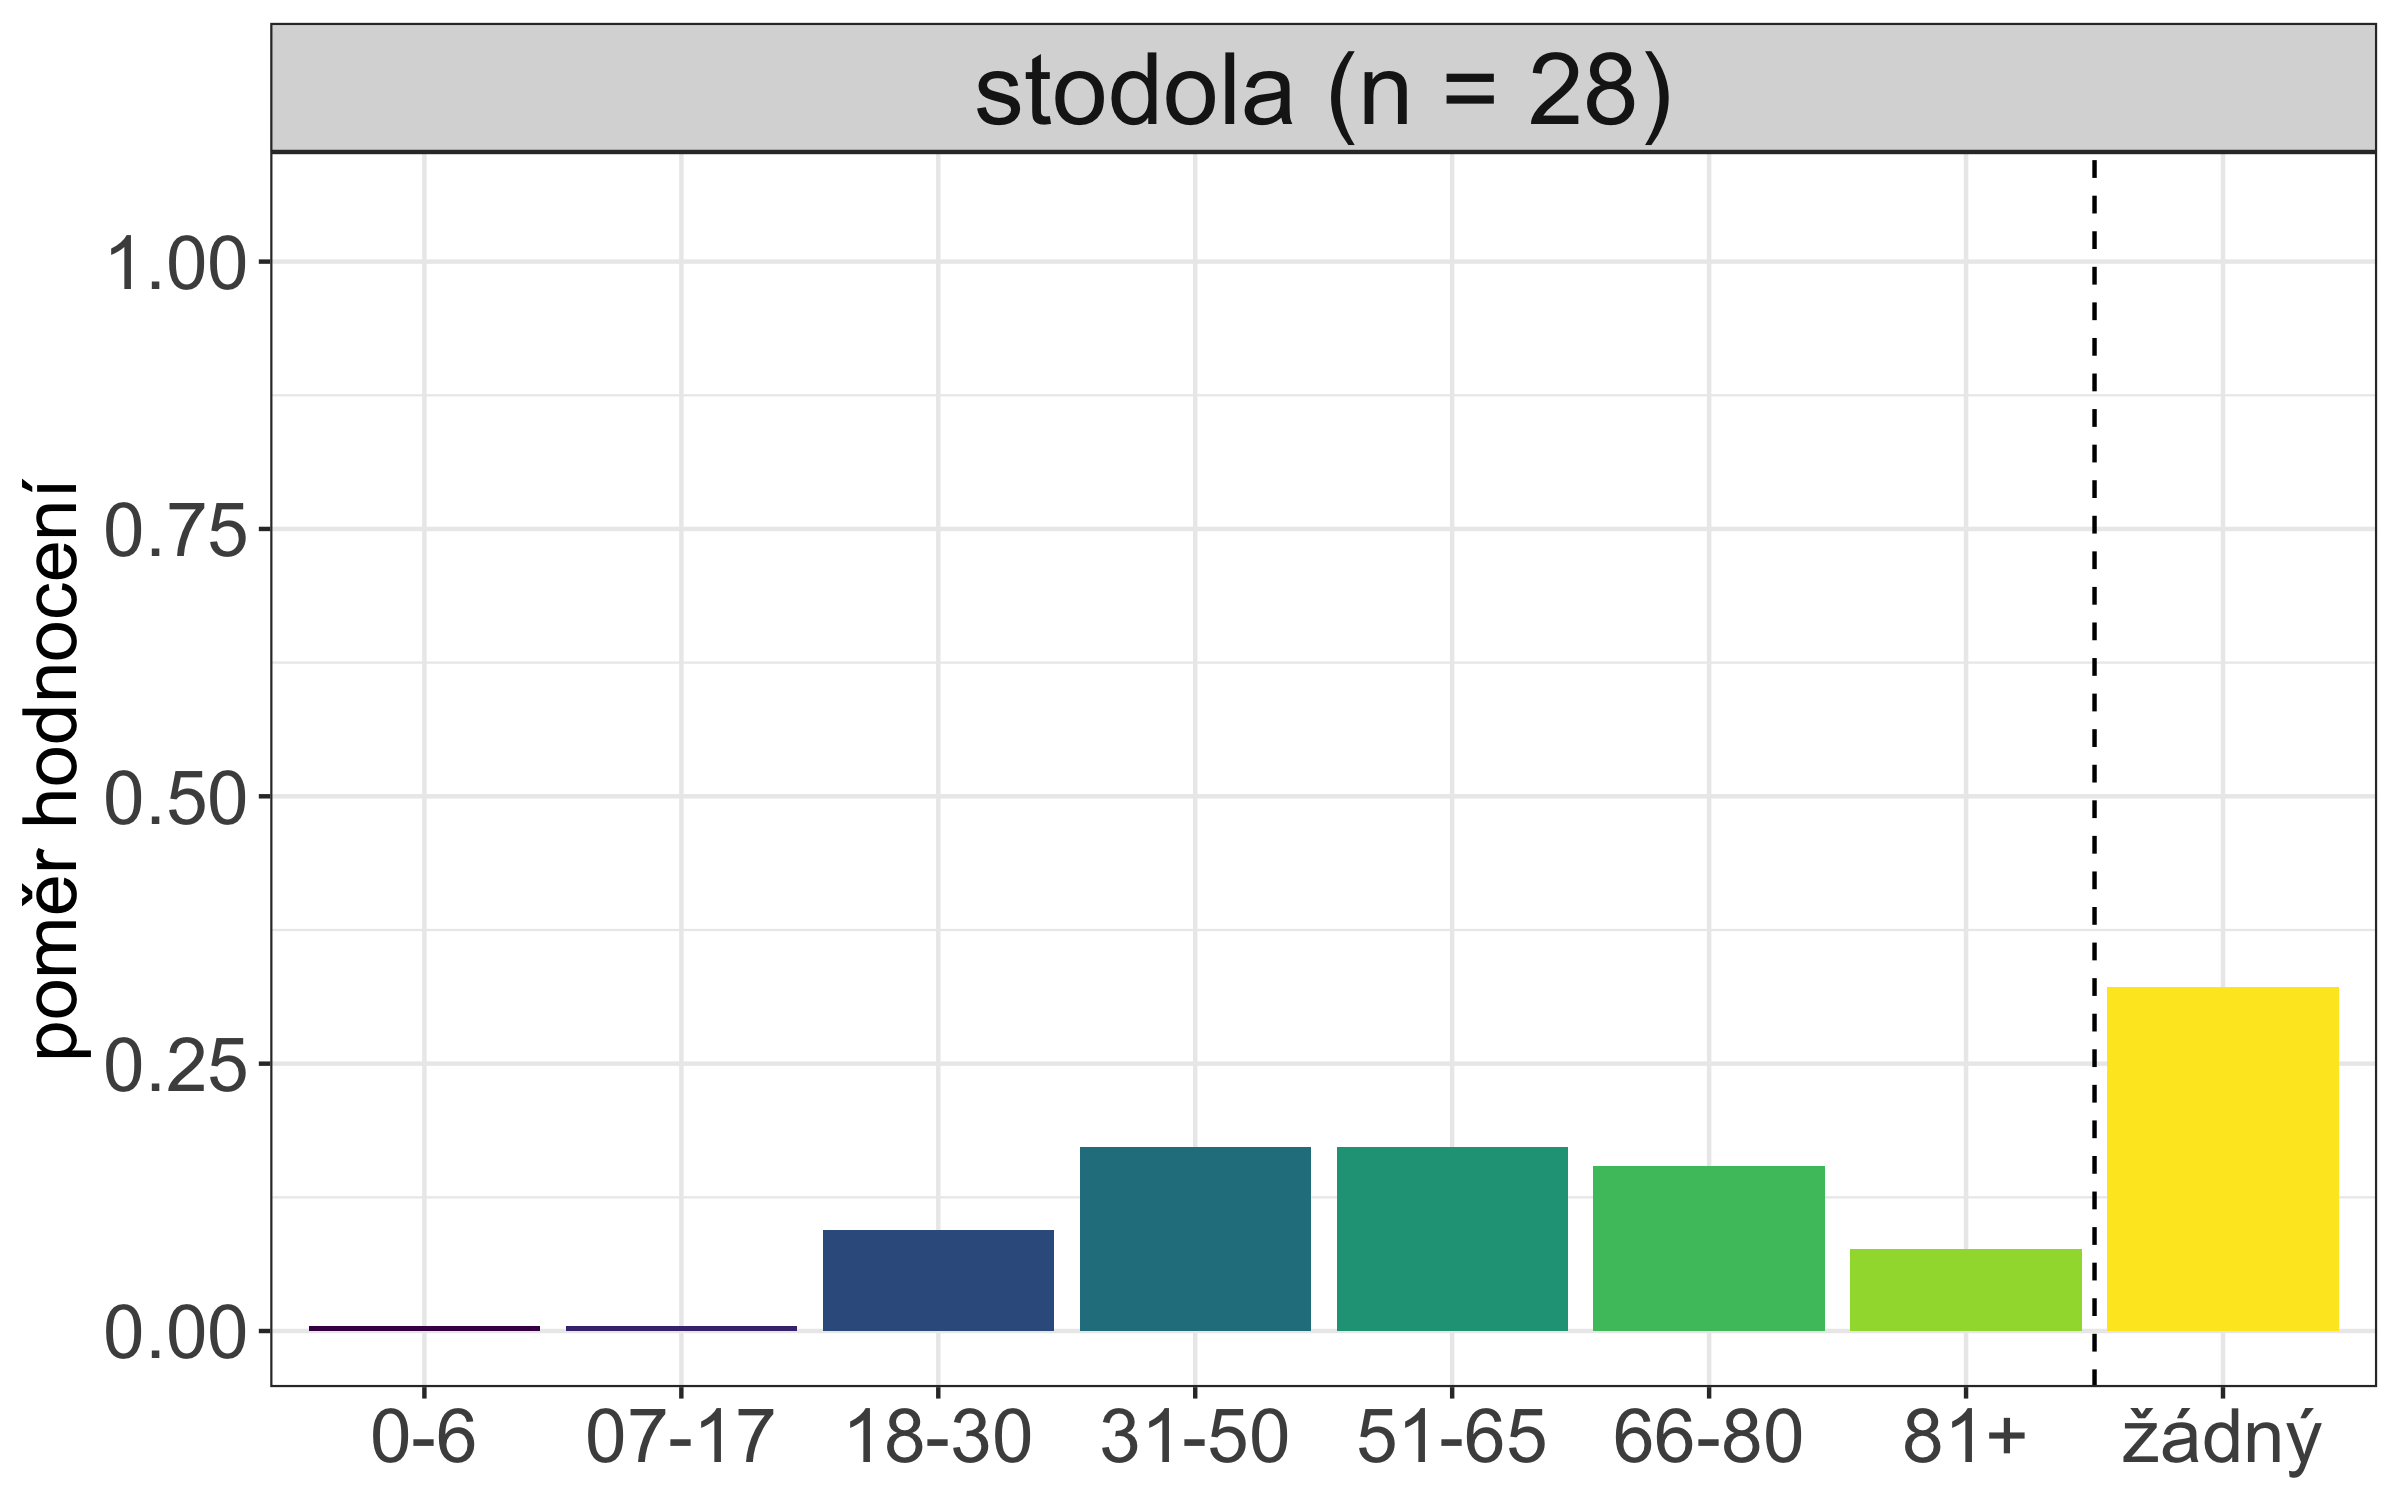 stodola (n = 28)
poměr hodnocení
1.00
0.75
0.50
0.25
0.00
0-6 07-17 18-30 31-50 51-65 66-80 81+ žádný